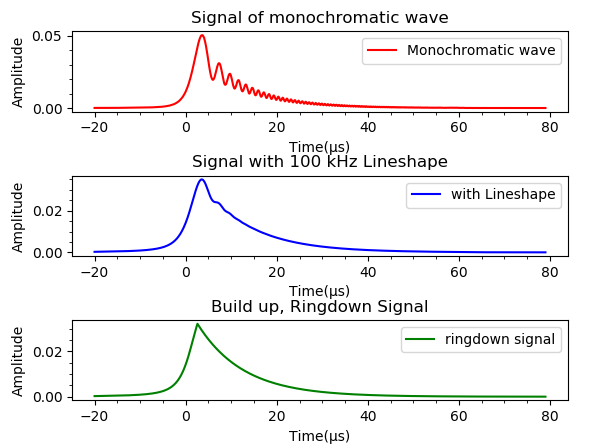 Signal of monochromatic wave
Amplitude
0.05
0.00
Monochromatic wave
−20 0 20 40 60 80
Time(μs)
Signal with 100 kHz Lineshape
Amplitude
0.02
0.00
with Lineshape
−20 0 20 40 60 80
Time(μs)
Build up, Ringdown Signal
Amplitude
0.02
0.00
ringdown signal
−20 0 20 40 60 80
Time(μs)